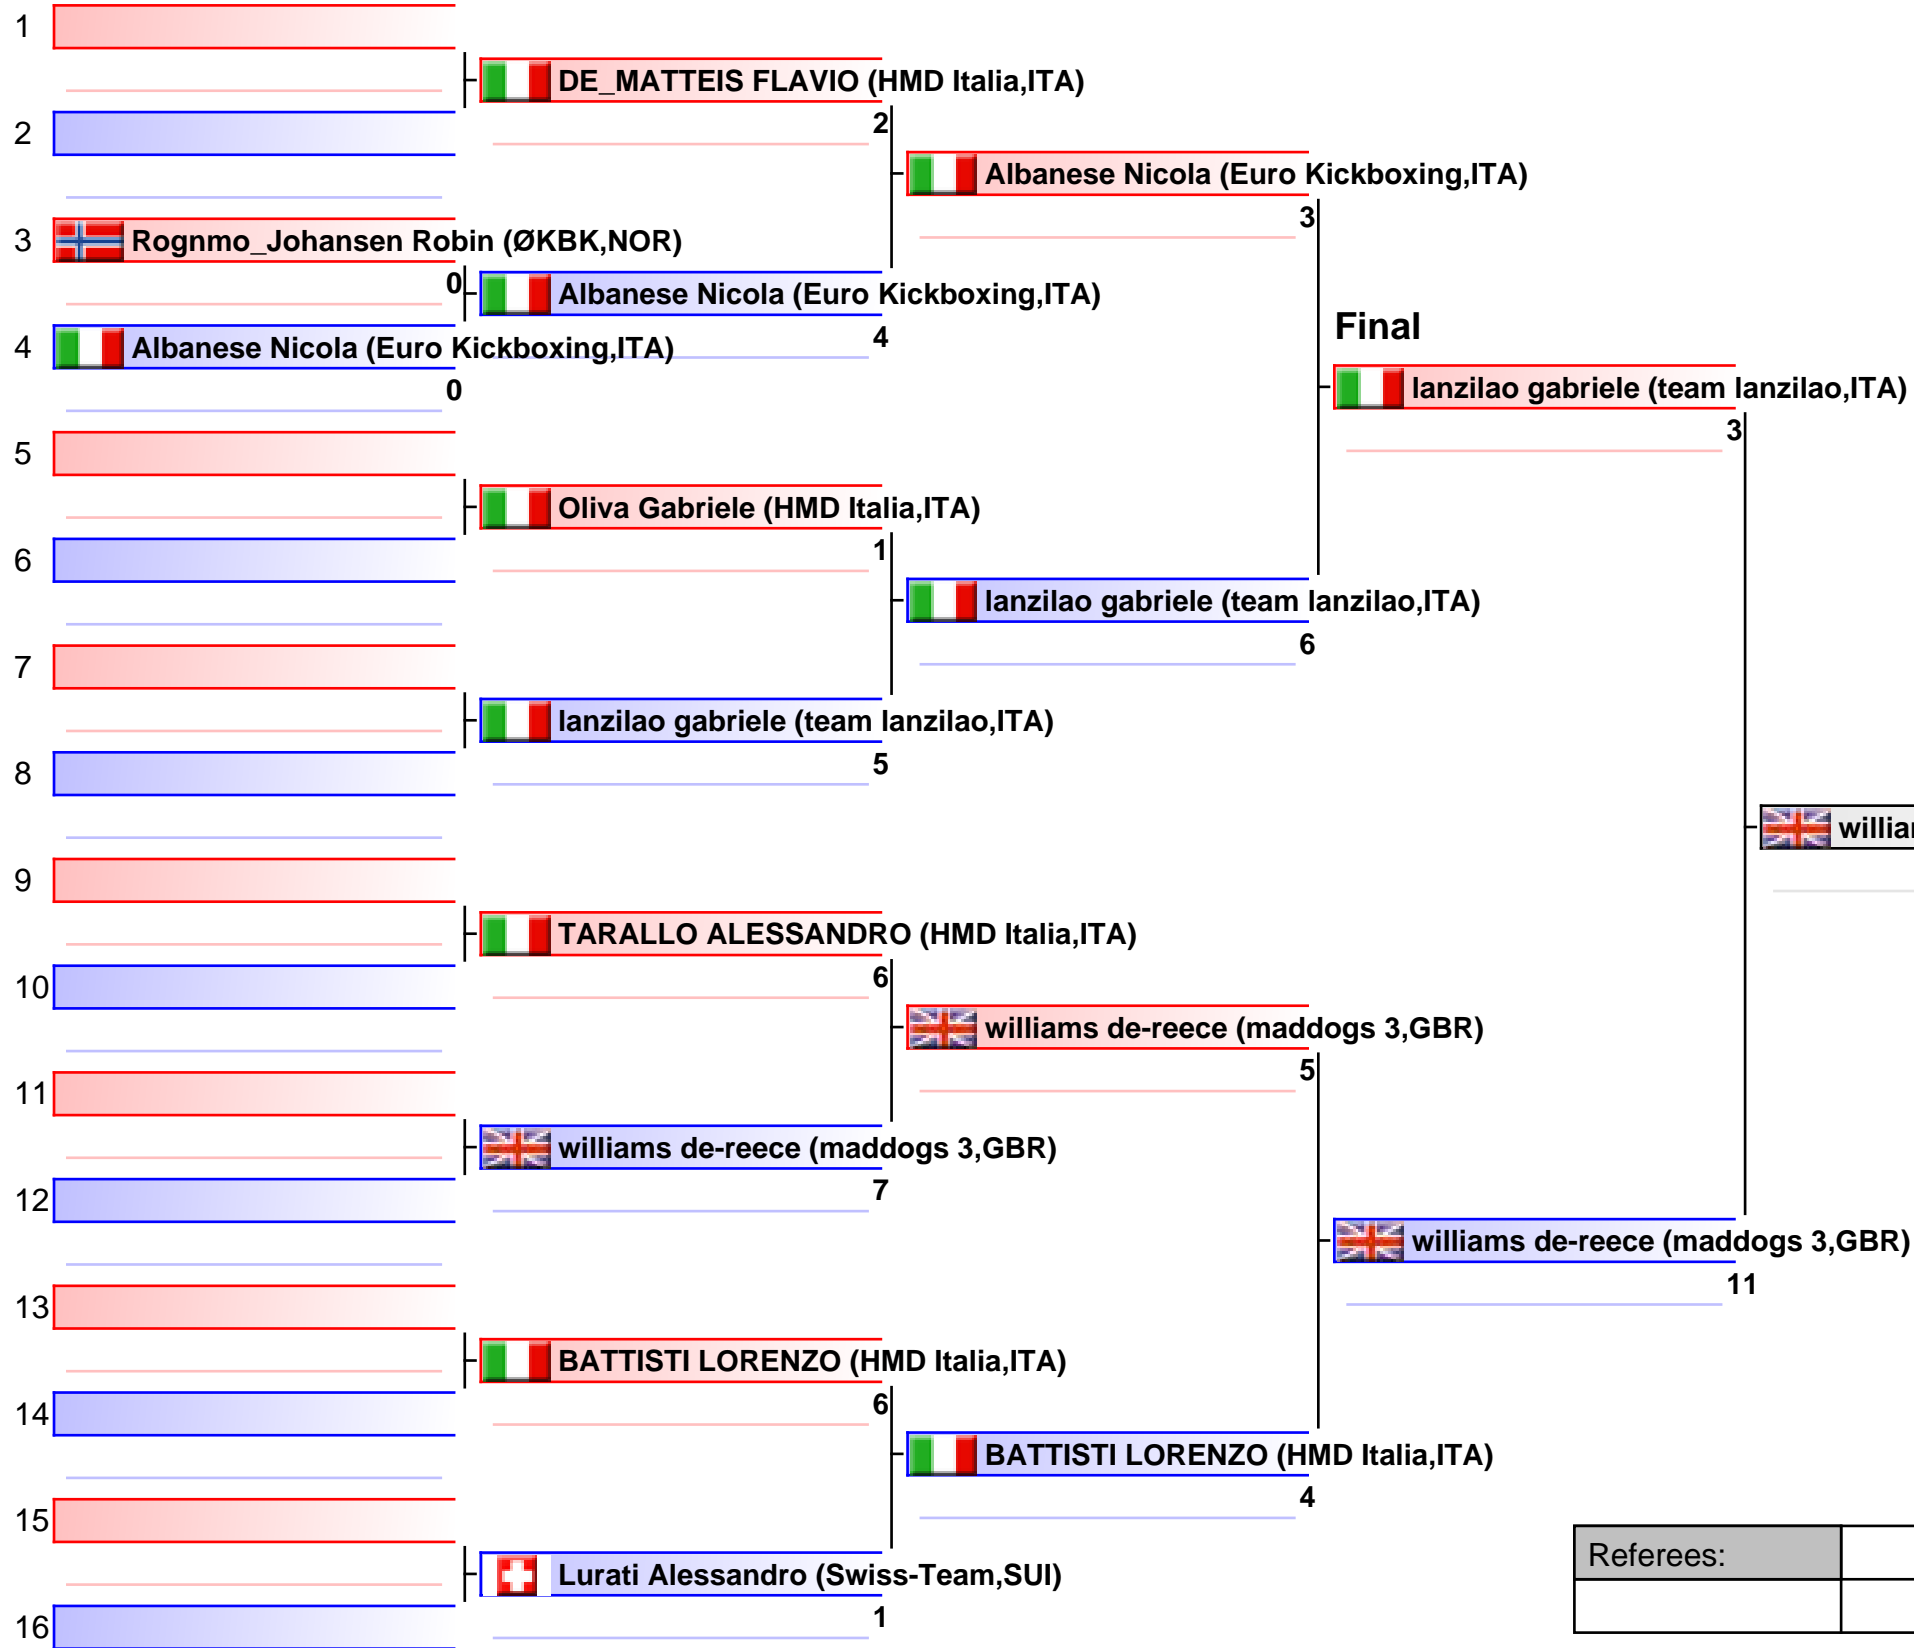 1
DE_MATTEIS FLAVIO (HMD Italia,ITA)
2
2
Albanese Nicola (Euro Kickboxing,ITA)
3
3 Rognmo_Johansen Robin (ØKBK,NOR)
0
Albanese Nicola (Euro Kickboxing,ITA)
4
4 Albanese Nicola (Euro Kickboxing,ITA)
0
Final
lanzilao gabriele (team lanzilao,ITA)
3
5
Oliva Gabriele (HMD Italia,ITA)
1
6
lanzilao gabriele (team lanzilao,ITA)
6
7
lanzilao gabriele (team lanzilao,ITA)
5
8
9
TARALLO ALESSANDRO (HMD Italia,ITA)
6
10
williams de-reece (maddogs 3,GBR)
5
11
williams de-reece (maddogs 3,GBR)
7
12
williams de-reece (maddogs 3,GBR)
11
13
BATTISTI LORENZO (HMD Italia,ITA)
6
14
BATTISTI LORENZO (HMD Italia,ITA)
4
15
Lurati Alessandro (Swiss-Team,SUI)
1
16
Referees: